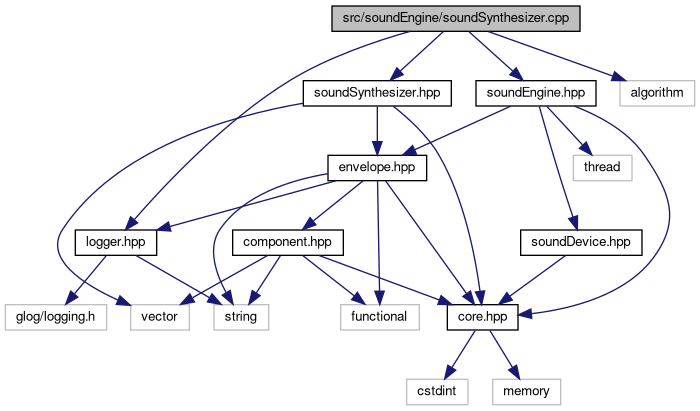 src/soundEngine/soundSynthesizer.cpp
soundSynthesizer.hpp
soundEngine.hpp
algorithm
envelope.hpp
thread
logger.hpp
component.hpp
soundDevice.hpp
glog/logging.h
vector
string
functional
core.hpp
cstdint
memory